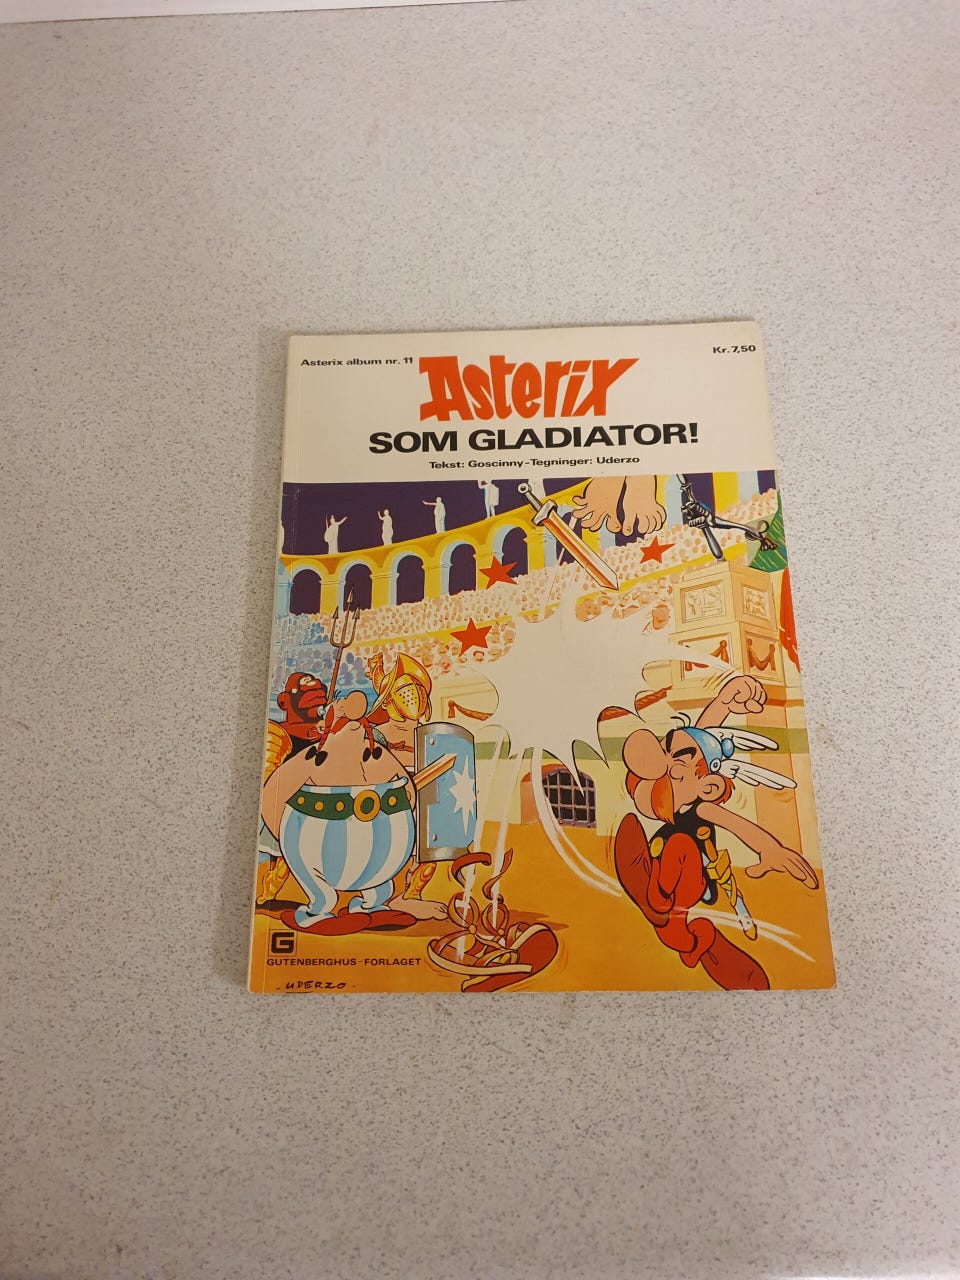 Asterix album nr. 11
Kr. 7,50
Asterix
SOM GLADIATOR!
Tekst: Goscinny-Tegninger: Uderzo
G
GUTENBERGHUS-FORLAGET
- UDERZO -